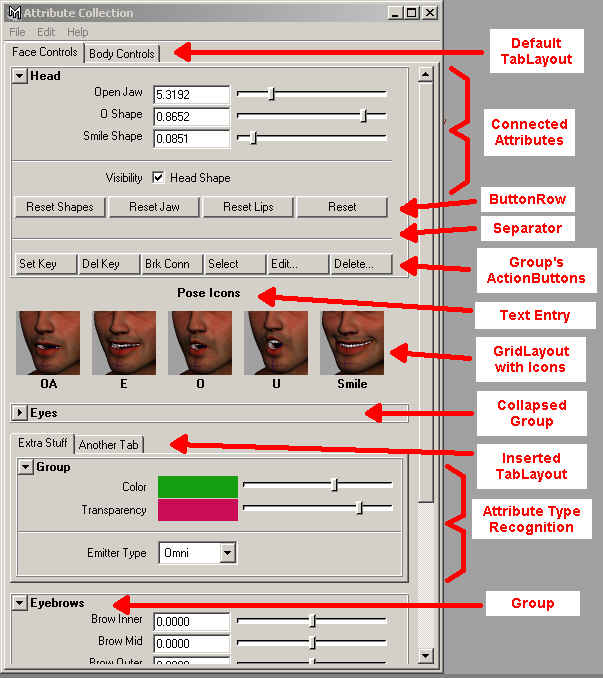 Attribute Collection
File Edit Help
Face Controls Body Controls
Default
TabLayout
Head
Open Jaw 5.3192
O Shape 0.8652
Smile Shape 0.0851
Connected
Attributes
Visibility Head Shape
Reset Shapes Reset Jaw Reset Lips Reset
ButtonRow
Separator
Set Key Del Key Brk Conn Select Edit... Delete...
Group's
ActionButtons
Pose Icons
Text Entry
OA E O U Smile
GridLayout
with Icons
Eyes
Collapsed
Group
Extra Stuff Another Tab
Inserted
TabLayout
Group
Color
Transparency
Attribute Type
Recognition
Emitter Type Omni
Eyebrows
Group
Brow Inner 0.0000
Brow Mid 0.0000
Brow Outer 0.0000